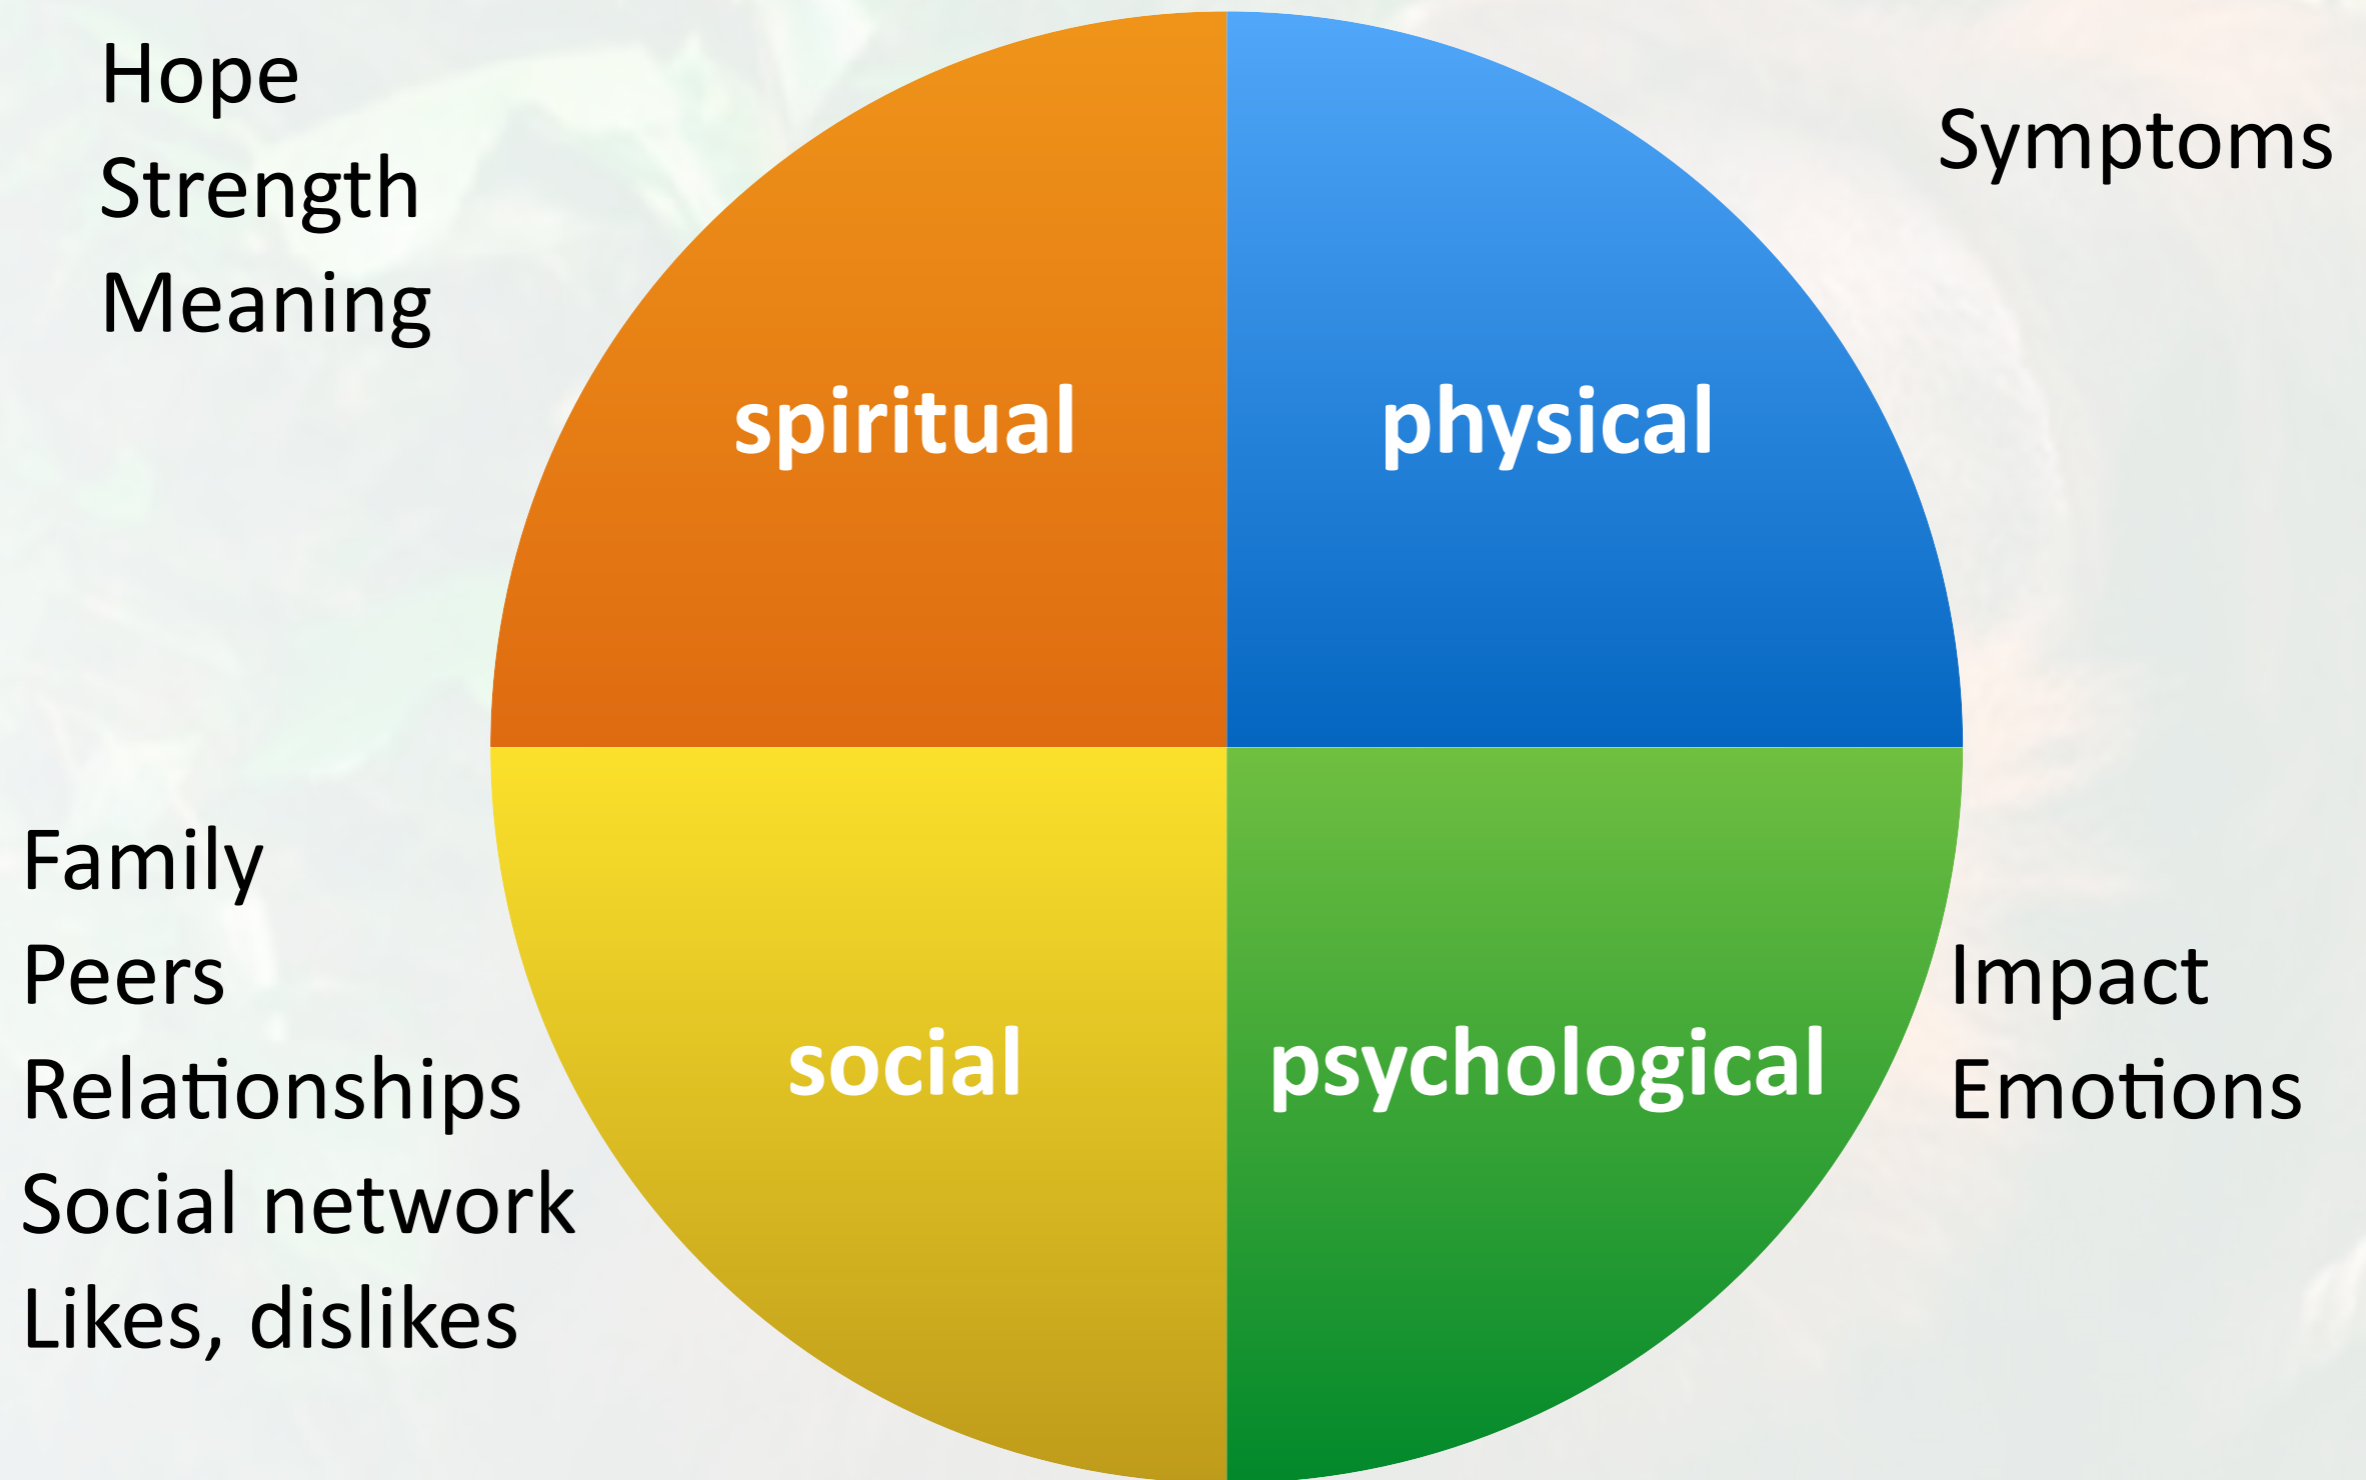 Hope
Strength
Meaning
Symptoms
spiritual
physical
Family
Peers
Relationships
Social network
Likes, dislikes
social
psychological
Impact
Emotions